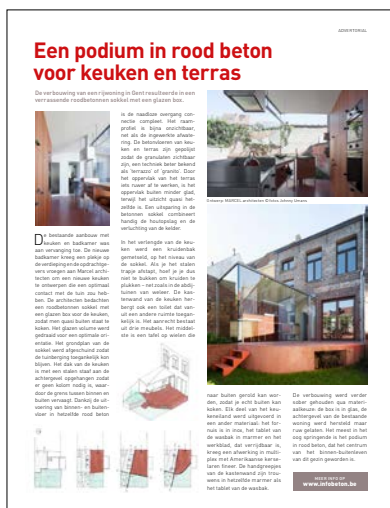 ADVERTORIAL
Een podium in rood beton
voor keuken en terras
De verbouwing van een rijwoning in Gent resulteerde in een
verrassende roodbetonnen sokkel met een glazen box.
De bestaande aanbouw met
keuken en badkamer was
aan vervanging toe. De nieuwe
badkamer kreeg een plekje op
de verdieping en de opdrachtge-
vers vroegen aan Marcel archi-
tecten om een nieuwe keuken
te ontwerpen die een optimaal
contact met de tuin zou heb-
ben. De architecten bedachten
een roodbetonnen sokkel met
een glazen box voor de keuken,
zodat men quasi buiten staat te
koken. Het glazen volume werd
gedraaid voor een optimale ori-
entatie. Het grondplan van de
sokkel werd afgeschuind zodat
de tuinberging toegankelijk kon
blijven. Het dak van de keuken
is met een stalen staaf aan de
achtergevel opgehangen zodat
er geen kolom nodig is, waar-
door de grens tussen binnen en
buiten vervaagt. Dankzij de uit-
voering van binnen- en buiten-
vloer in hetzelfde rood beton
is de naadloze overgang con-
nectie compleet. Het raam-
profiel is bijna onzichtbaar,
net als de ingewerkte afwate-
ring. De betonvloeren van keu-
ken en terras zijn gepolijst
zodat de granulaten zichtbaar
zijn, een techniek beter bekend
als 'terrazzo' of 'granito'. Door
het oppervlak van het terras
iets ruwer af te werken, is het
oppervlak buiten minder glad,
terwijl het uitzicht quasi het-
zelfde is. Een uitsparing in de
betonnen sokkel combineert
handig de houtopslag en de
verluchting van de kelder.
In het verlengde van de keu-
ken werd een kruidenbak
gemetseld, op het niveau van
de sokkel. Als je het stalen
trapje afstapt, hoef je je dus
niet te bukken om kruiden te
plukken – net zoals in de abdij-
tuinen van weleer. De kas-
tenwand van de keuken her-
bergt ook een toilet dat van-
uit een andere ruimte toegan-
kelijk is. Het aanrecht bestaat
uit drie meubels. Het middel-
ste is een tafel op wielen die
Ontwerp: MARCEL architecten ©Fotos Johnny Umans
naar buiten gerold kan wor-
den, zodat je echt buiten kan
koken. Elk deel van het keu-
keneiland werd uitgevoerd in
een ander materiaal: het for-
nuis is in inox, het tablet van
de wasbak in marmer en het
werkblad, dat verrijdbaar is,
kreeg een afwerking in multi-
plex met Amerikaanse kerse-
laren fineer. De handgreepjes
van de kastenwand zijn trou-
wens in hetzelfde marmer als
het tablet van de wasbak.
De verbouwing werd verder
sober gehouden qua materi-
aalkeuze: de box is in glas, de
achtergevel van de bestaande
woning werd hersteld maar
ruw gelaten. Het meest in het
oog springende is het podium
in rood beton, dat het centrum
van het binnen-buitenleven
van dit gezin geworden is.
MEER INFO OP
www.infobeton.be